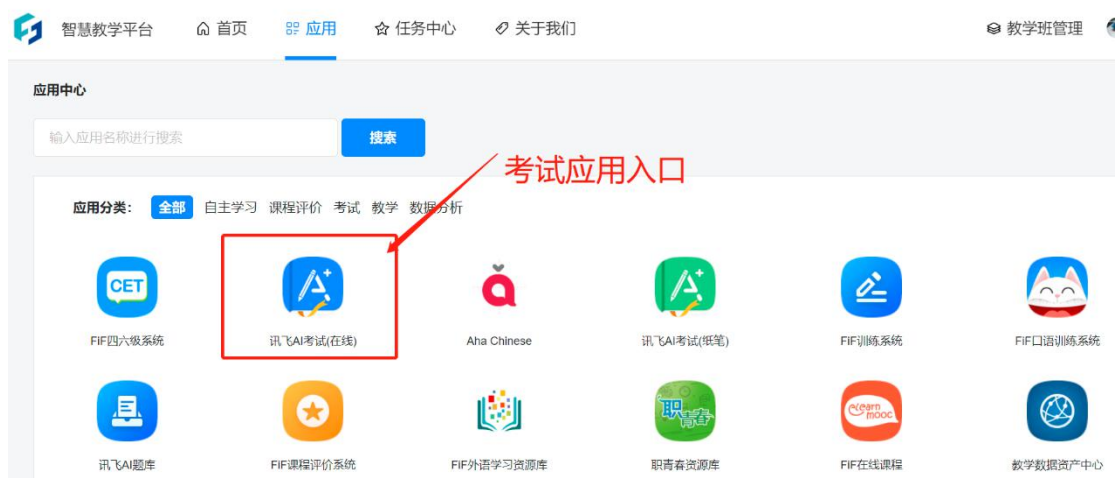 智慧教学平台 首页 应用 任务中心 关于我们 教学班管理
应用中心
输入应用名称进行搜索 搜索
考试应用入口
应用分类： 全部 自主学习 课程评价 考试 教学 数据分析
CET
FiF四六级系统 讯飞AI考试(在线) Aha Chinese 讯飞AI考试(纸笔) FiF训练系统 FiF口语训练系统
职青春 eLearn mooc
讯飞AI题库 FiF课程评价系统 FiF外语学习资源库 职青春资源库 FiF在线课程 教学数据资产中心